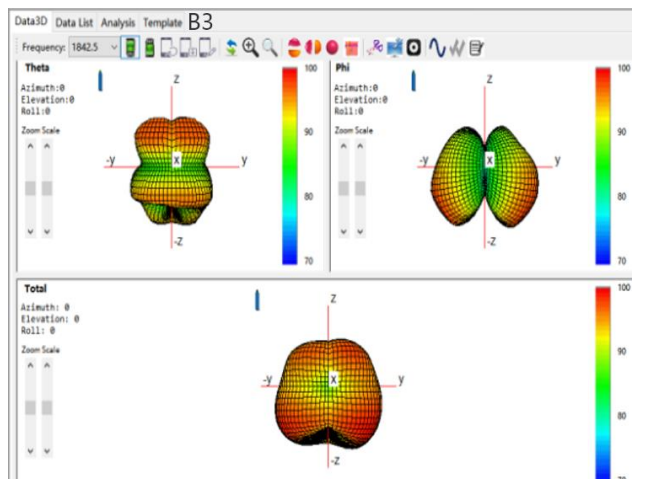 Data3D Data List Analysis Template B3
Frequency: 1842.5
Theta
Azimuth:0
Elevation:0
Roll:0
Zoom Scale
Z
-y
X
y
-Z
100
90
80
70
Phi
Azimuth:0
Elevation:0
Roll:0
Zoom Scale
Z
-y
X
y
-Z
100
90
80
70
Total
Azimuth: 0
Elevation: 0
Roll: 0
Zoom Scale
Z
-y
X
y
-Z
100
90
80
70